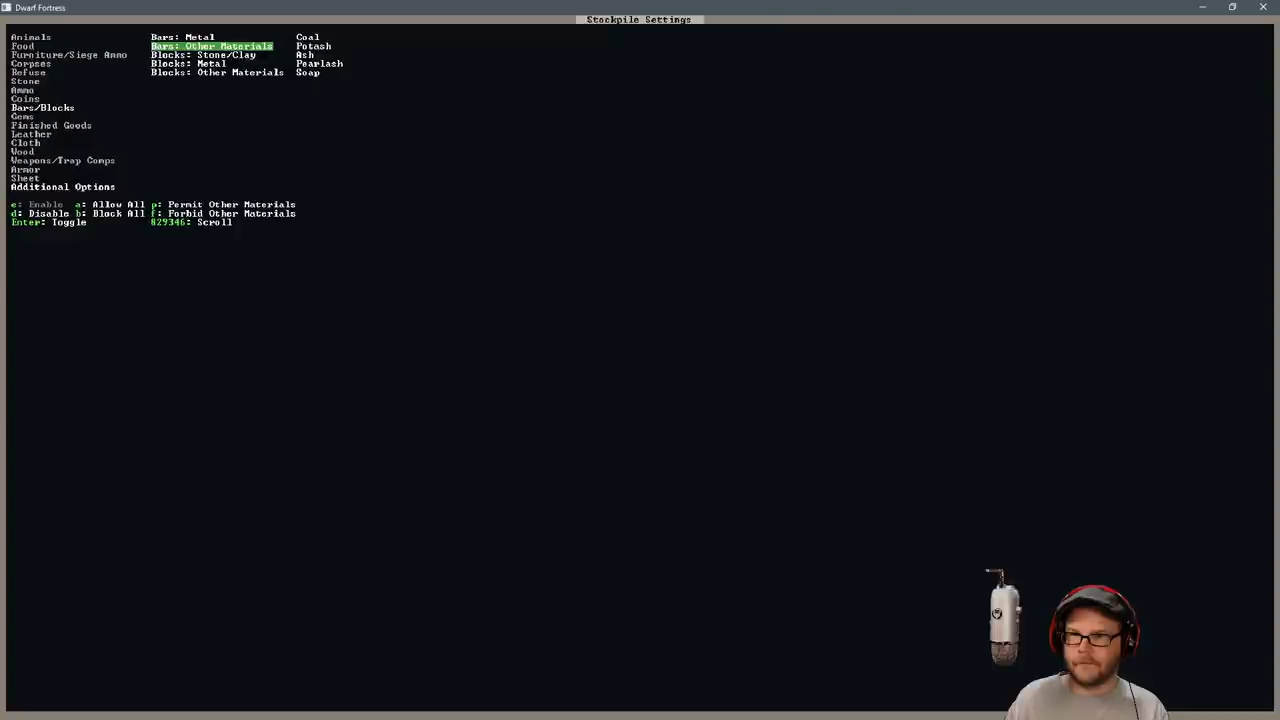 Dwarf Fortress
Stockpile Settings
Animals Bars: Metal Coal
Food Bars: Other Materials Potash
Furniture/Siege Ammo Blocks: Stone/Clay Ash
Corpses Blocks: Metal Pearlash
Refuse Blocks: Other Materials Soap
Stone
Ammo
Coins
Bars/Blocks
Gems
Finished Goods
Leather
Cloth
Wood
Weapons/Trap Comps
Armor
Sheet
Additional Options
e: Enable a: Allow All p: Permit Other Materials
d: Disable b: Block All f: Forbid Other Materials
Enter: Toggle 829346: Scroll